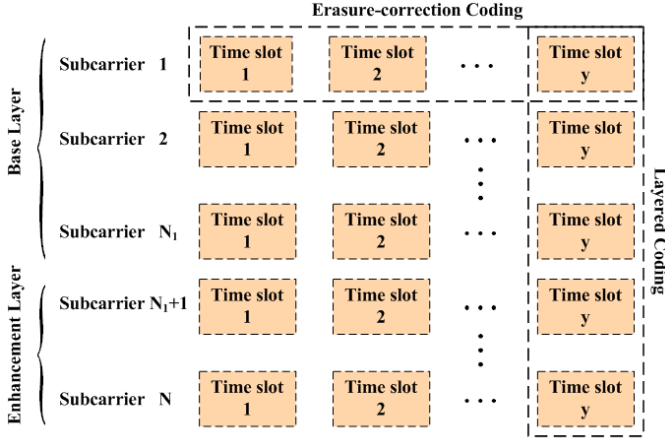 Erasure-correction Coding
Base Layer
Subcarrier 1
Time slot
1
Time slot
2
...
Time slot
y
Subcarrier 2
Time slot
1
Time slot
2
...
Time slot
y
Subcarrier N₁
Time slot
1
Time slot
2
...
Time slot
y
Layered Coding
Enhancement Layer
Subcarrier N₁+1
Time slot
1
Time slot
2
...
Time slot
y
Subcarrier N
Time slot
1
Time slot
2
...
Time slot
y